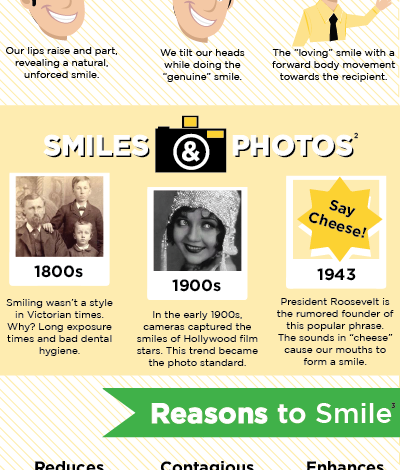 Our lips raise and part,
revealing a natural,
unforced smile.
We tilt our heads
while doing the
"genuine" smile.
The "loving" smile with a
forward body movement
towards the recipient.
SMILES & PHOTOS²
1800s
Smiling wasn't a style
in Victorian times.
Why? Long exposure
times and bad dental
hygiene.
1900s
In the early 1900s,
cameras captured the
smiles of Hollywood film
stars. This trend became
the photo standard.
Say
Cheese!
1943
President Roosevelt is
the rumored founder of
this popular phrase.
The sounds in "cheese"
cause our mouths to
form a smile.
Reasons to Smile³
Reduces
Contagious
Enhances